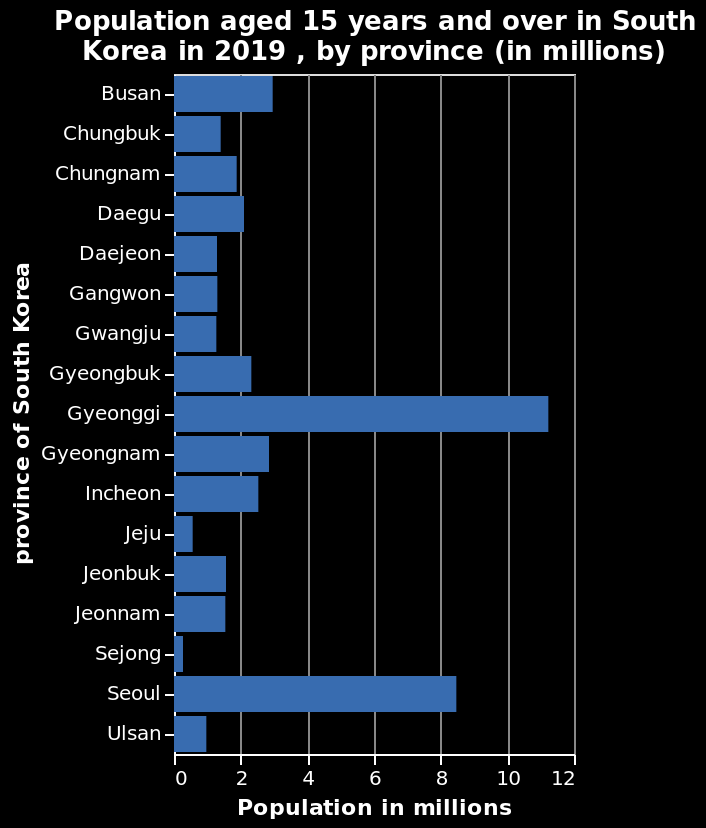 Population aged 15 years and over in South
Korea in 2019 , by province (in millions)
province of South Korea
Busan
Chungbuk
Chungnam
Daegu
Daejeon
Gangwon
Gwangju
Gyeongbuk
Gyeonggi
Gyeongnam
Incheon
Jeju
Jeonbuk
Jeonnam
Sejong
Seoul
Ulsan
0 2 4 6 8 10 12
Population in millions